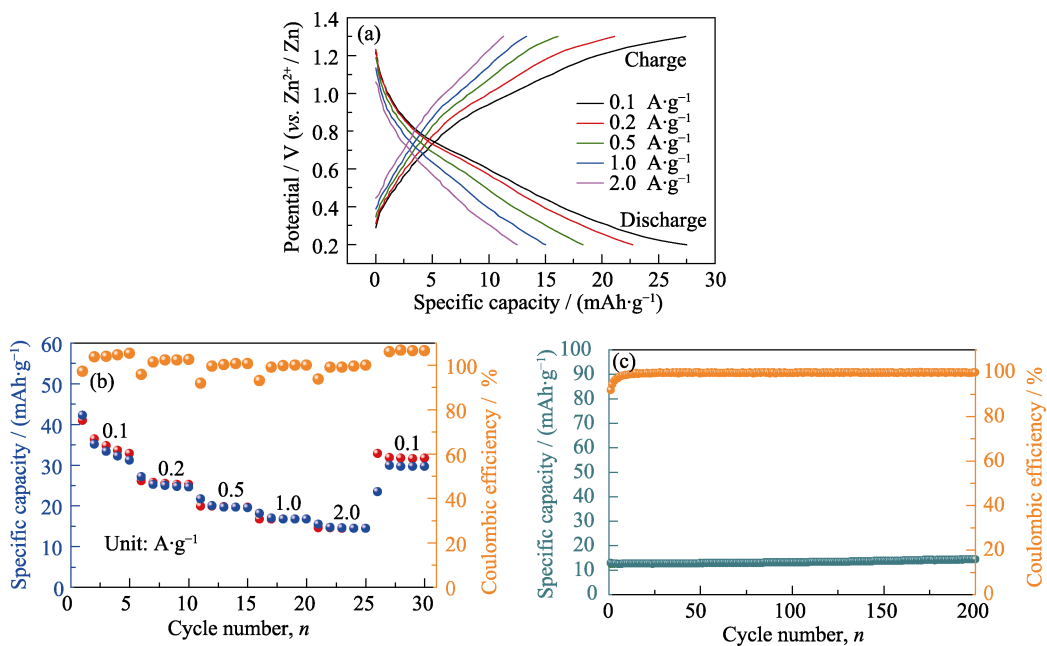 (a)
1.4
1.2
1.0
0.8
0.6
0.4
0.2
Potential / V (vs. Zn²⁺ / Zn)
Charge
0.1 A·g⁻¹
0.2 A·g⁻¹
0.5 A·g⁻¹
1.0 A·g⁻¹
2.0 A·g⁻¹
Discharge
0 5 10 15 20 25 30
Specific capacity / (mAh·g⁻¹)
(b)
60
50
40
30
20
10
0
Specific capacity / (mAh·g⁻¹)
0.1
0.2
0.5
1.0
2.0
0.1
Unit: A·g⁻¹
100
80
60
40
20
0
Coulombic efficiency / %
0 5 10 15 20 25 30
Cycle number, n
(c)
100
90
80
70
60
50
40
30
20
10
0
Specific capacity / (mAh·g⁻¹)
100
80
60
40
20
0
Coulombic efficiency / %
0 50 100 150 200
Cycle number, n